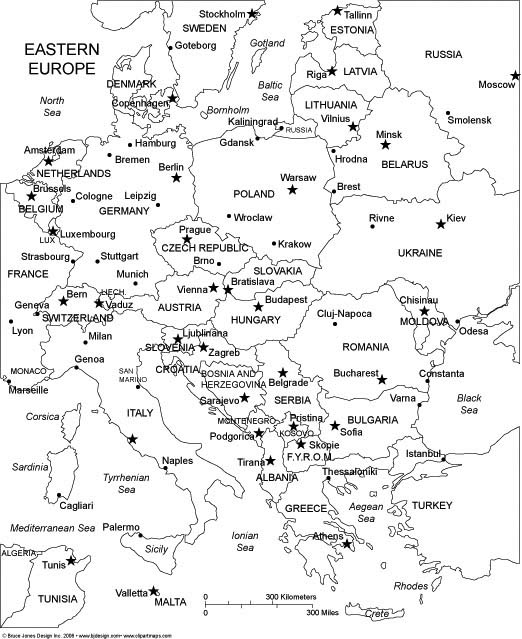 EASTERN
EUROPE
Stockholm
SWEDEN
Tallinn
ESTONIA
Goteborg
Gotland
RUSSIA
Riga
LATVIA
Moscow
DENMARK
Copenhagen
North
Sea
Baltic
Sea
Bornholm
LITHUANIA
Vilnius
Kaliningrad
RUSSIA
Smolensk
Minsk
Hamburg
Gdansk
Amsterdam
Bremen
Hrodna
BELARUS
NETHERLANDS
Berlin
Warsaw
Brussels
POLAND
Brest
BELGIUM
Cologne
Leipzig
GERMANY
Wroclaw
Rivne
Kiev
LUX
Luxembourg
Prague
CZECH REPUBLIC
Krakow
UKRAINE
Strasbourg
Stuttgart
Brno
FRANCE
Munich
SLOVAKIA
Bern
LIECH.
Vienna
Bratislava
Geneva
Vaduz
AUSTRIA
Budapest
Chisinau
SWITZERLAND
HUNGARY
Cluj-Napoca
MOLDOVA
Lyon
Milan
Ljubljana
SLOVENIA
Zagreb
Odesa
ROMANIA
Genoa
CROATIA
MONACO
SAN
MARINO
BOSNIA AND
HERZEGOVINA
Belgrade
Bucharest
Constanta
Marseille
Sarajevo
SERBIA
Varna
Black
Sea
Corsica
ITALY
MONTENEGRO
Pristina
BULGARIA
Podgorica
KOSOVO
Sofia
Skopje
F.Y.R.O.M.
Istanbul
Sardinia
Naples
Tirana
ALBANIA
Thessaloniki
Tyrrhenian
Sea
Cagliari
GREECE
Aegean
Sea
TURKEY
Mediterranean Sea
Palermo
Ionian
Sea
Athens
Sicily
ALGERIA
Tunis
Rhodes
TUNISIA
Valletta
MALTA
0
300 Kilometers
0
300 Miles
Crete
© Bruce Jones Design Inc. 2008 • www.bjdesign.com • www.clipartmaps.com